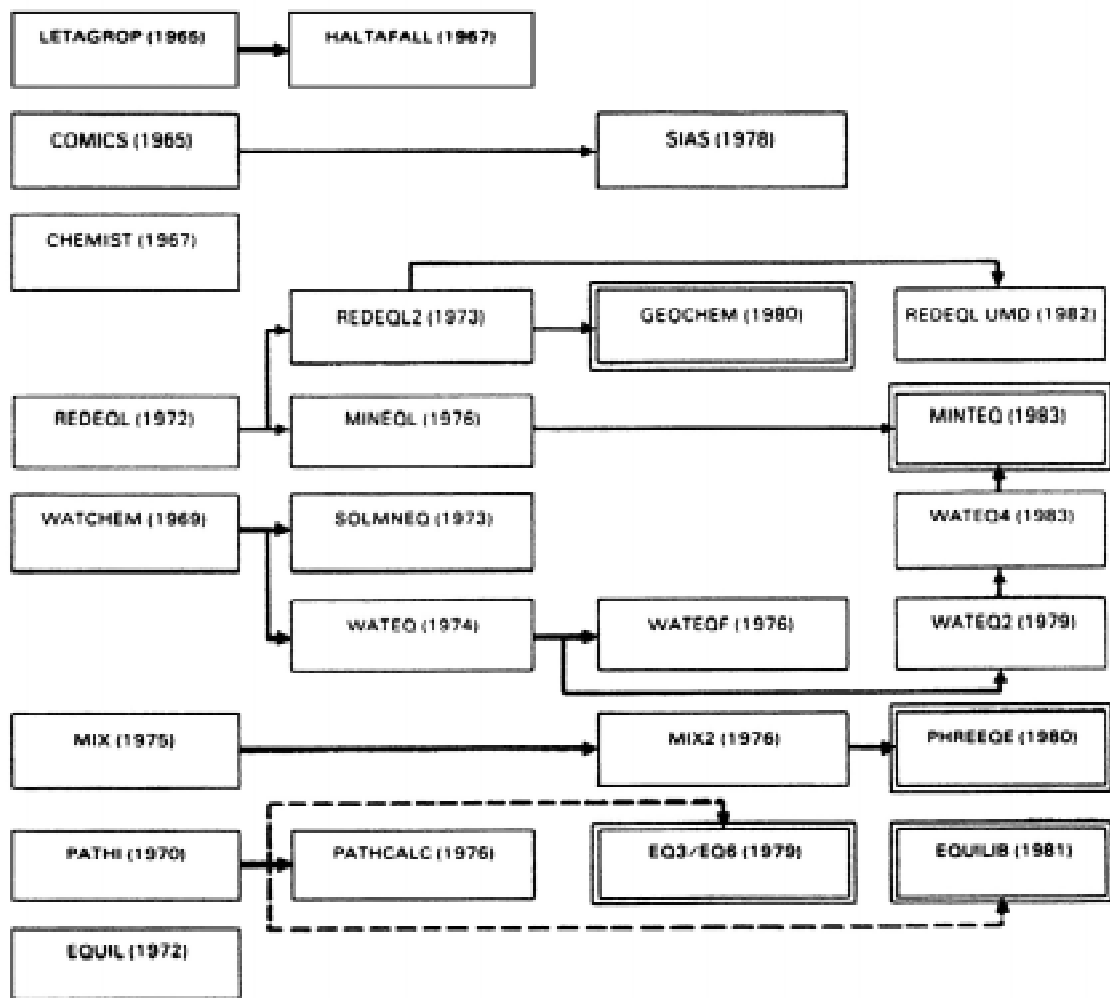 LETAGROP (1966) HALTAFALL (1967)
COMICS (1965) SIAS (1978)
CHEMIST (1967)
REDEQL2 (1973) GEOCHEM (1980) REDEQL UMD (1982)
REDEQL (1972) MINEQL (1976) MINTEQ (1983)
WATCHEM (1969) SOLMNEQ (1973) WATEQ4 (1983)
WATEQ (1974) WATEQF (1976) WATEQ2 (1979)
MIX (1975) MIX2 (1976) PHREEQE (1980)
PATHI (1970) PATHCALC (1976) EQ3/EQ6 (1979) EQUILIB (1981)
EQUIL (1972)